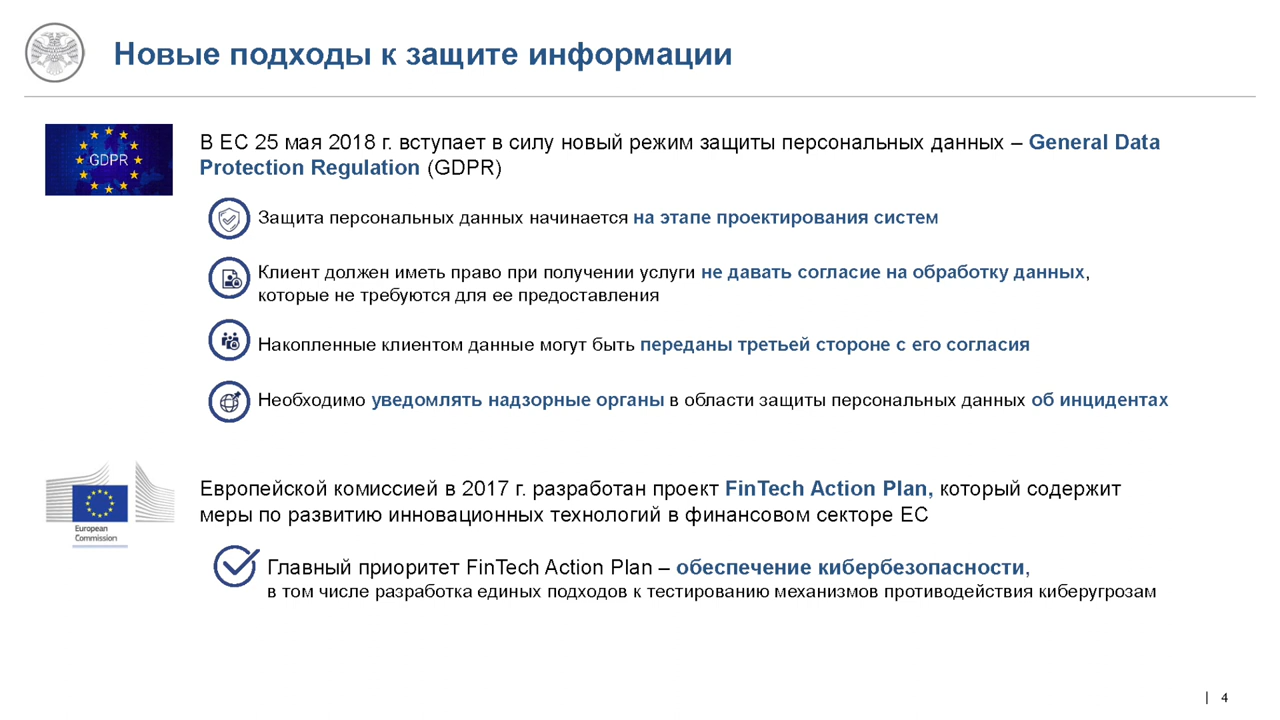 Новые подходы к защите информации
GDPR
В ЕС 25 мая 2018 г. вступает в силу новый режим защиты персональных данных – General Data
Protection Regulation (GDPR)
Защита персональных данных начинается на этапе проектирования систем
Клиент должен иметь право при получении услуги не давать согласие на обработку данных,
которые не требуются для ее предоставления
Накопленные клиентом данные могут быть переданы третьей стороне с его согласия
Необходимо уведомлять надзорные органы в области защиты персональных данных об инцидентах
European
Commission
Европейской комиссией в 2017 г. разработан проект FinTech Action Plan, который содержит
меры по развитию инновационных технологий в финансовом секторе ЕС
Главный приоритет FinTech Action Plan – обеспечение кибербезопасности,
в том числе разработка единых подходов к тестированию механизмов противодействия киберугрозам
| 4